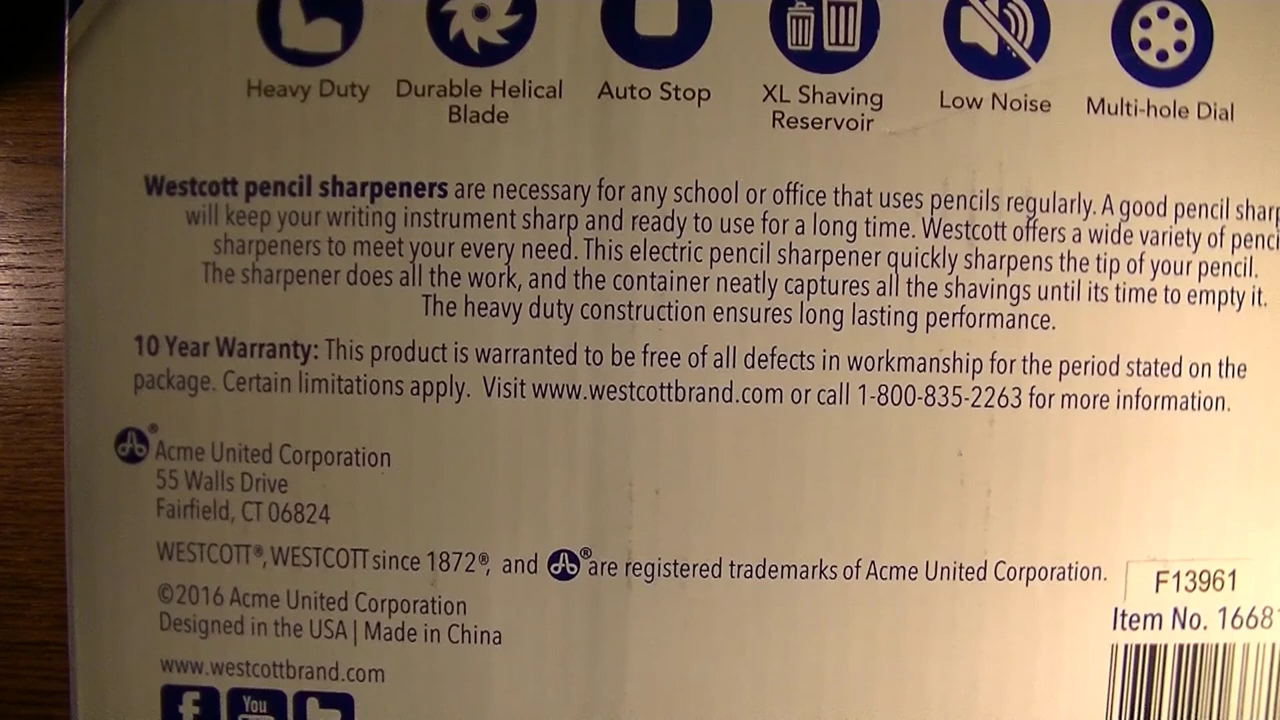 Heavy Duty
Durable Helical
Blade
Auto Stop
XL Shaving
Reservoir
Low Noise
Multi-hole Dial
Westcott pencil sharpeners are necessary for any school or office that uses pencils regularly. A good pencil sharp
will keep your writing instrument sharp and ready to use for a long time. Westcott offers a wide variety of penci
sharpeners to meet your every need. This electric pencil sharpener quickly sharpens the tip of your pencil.
The sharpener does all the work, and the container neatly captures all the shavings until its time to empty it.
The heavy duty construction ensures long lasting performance.
10 Year Warranty: This product is warranted to be free of all defects in workmanship for the period stated on the
package. Certain limitations apply. Visit www.westcottbrand.com or call 1-800-835-2263 for more information.
® Acme United Corporation
55 Walls Drive
Fairfield, CT 06824
WESTCOTT®, WESTCOTT since 1872®, and ® are registered trademarks of Acme United Corporation.
©2016 Acme United Corporation
Designed in the USA | Made in China
www.westcottbrand.com
You
F13961
Item No. 1668